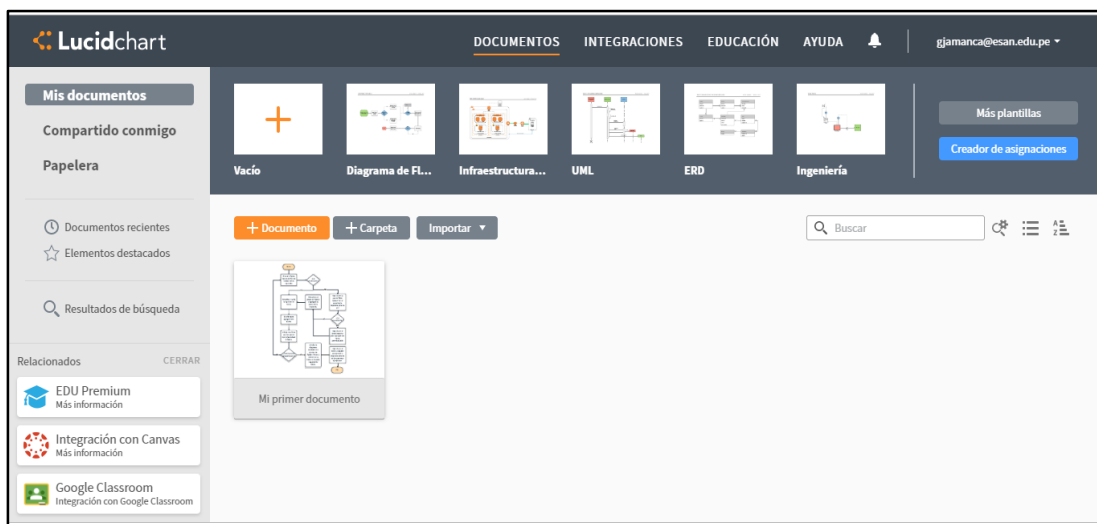 Lucidchart
DOCUMENTOS INTEGRACIONES EDUCACIÓN AYUDA gjamanca@esan.edu.pe
Mis documentos
Compartido conmigo
Papelera
Documentos recientes
Elementos destacados
Resultados de búsqueda
Relacionados CERRAR
EDU Premium
Más información
Integración con Canvas
Más información
Google Classroom
Integración con Google Classroom
Vacío Diagrama de Fl... Infraestructura... UML ERD Ingeniería
Más plantillas
Creador de asignaciones
+ Documento + Carpeta Importar
Buscar
Mi primer documento